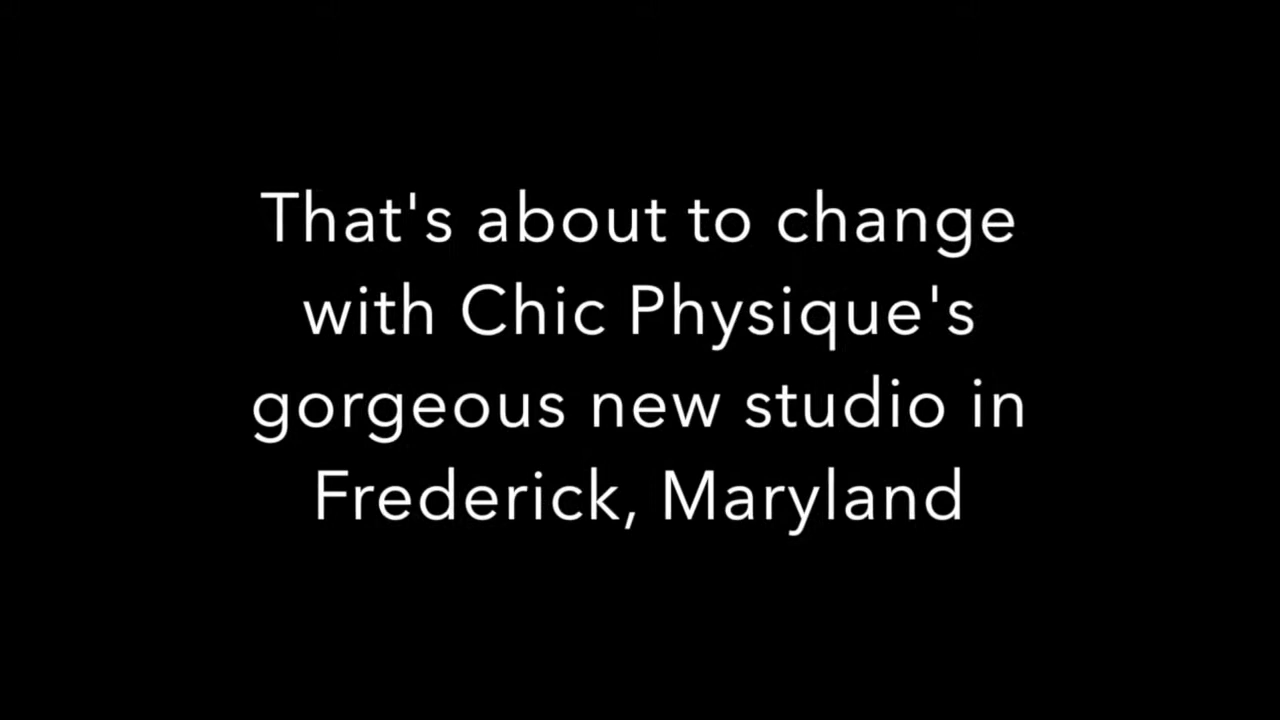 That's about to change
with Chic Physique's
gorgeous new studio in
Frederick, Maryland